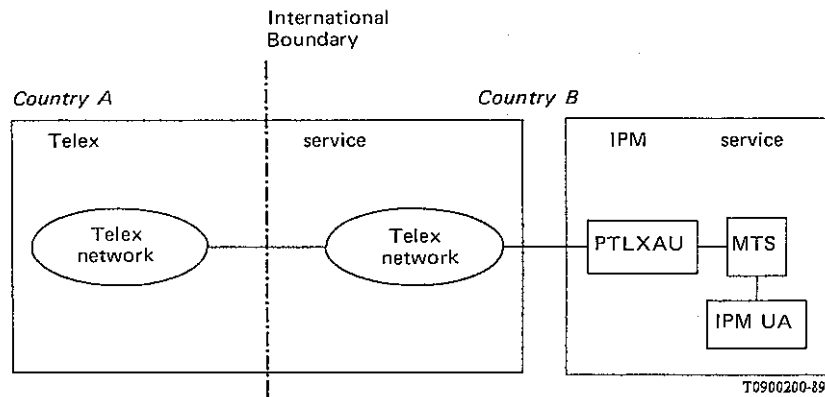 International
Boundary
Country A
Country B
Telex service
IPM service
Telex
network
Telex
network
PTLXAU
MTS
IPM UA
T0900200-89